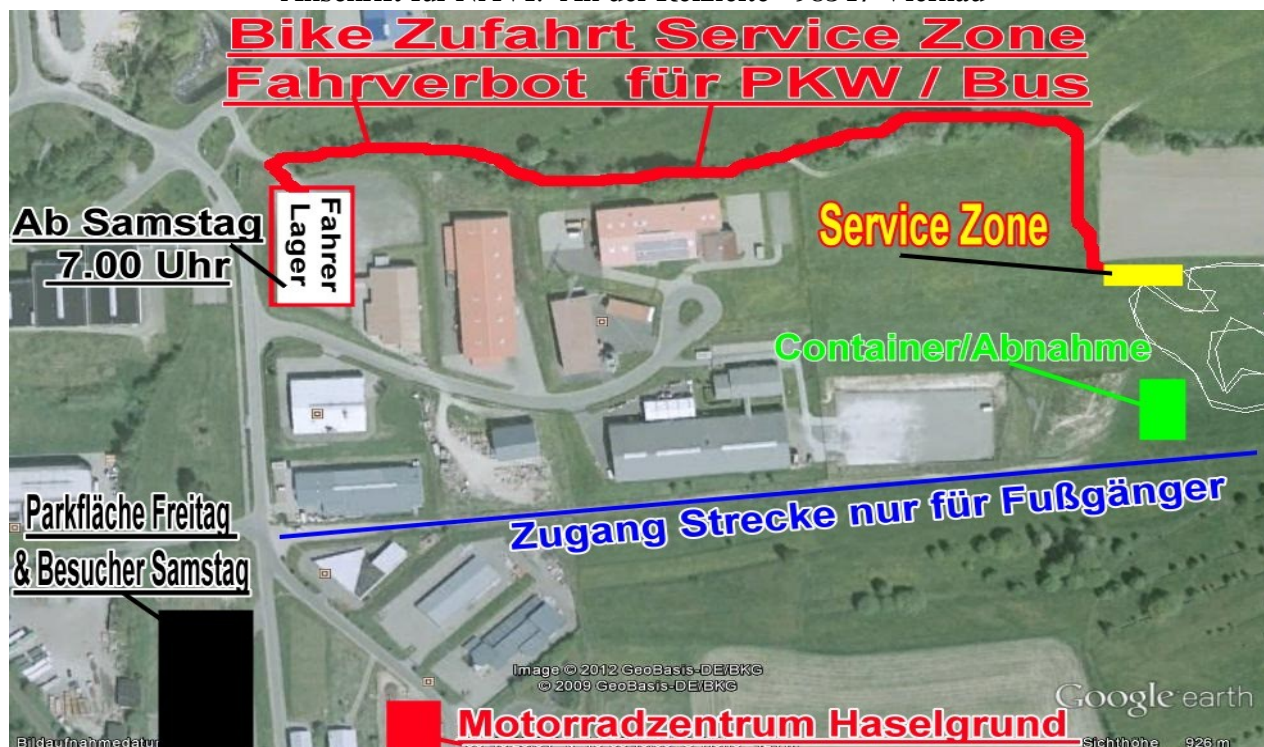 Bike Zufahrt Service Zone
Fahrverbot für PKW / Bus
Ab Samstag
7.00 Uhr
Fahrer
Lager
Service Zone
Container/Abnahme
Zugang Strecke nur für Fußgänger
Parkfläche Freitag
& Besucher Samstag
Image © 2012 GeoBasis-DE/BKG
© 2009 GeoBasis-DE/BKG
Google earth
Motorradzentrum Haselgrund
Sichthöhe 926 m